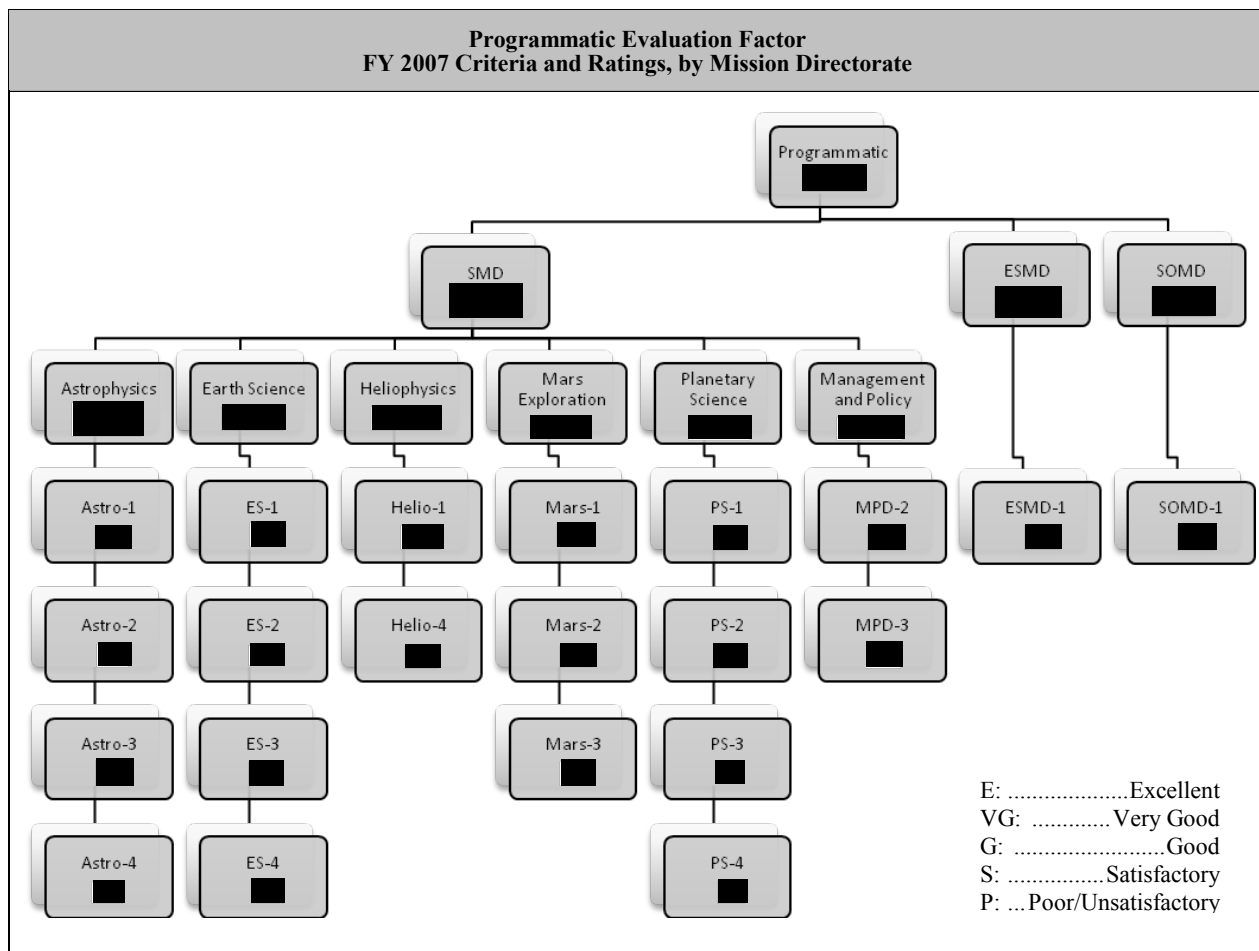 Programmatic Evaluation Factor
FY 2007 Criteria and Ratings, by Mission Directorate
Programmatic
SMD
ESMD
SOMD
Astrophysics
Earth Science
Heliophysics
Mars
Exploration
Planetary
Science
Management
and Policy
Astro-1
ES-1
Helio-1
Mars-1
PS-1
MPD-2
ESMD-1
SOMD-1
Astro-2
ES-2
Helio-4
Mars-2
PS-2
MPD-3
Astro-3
ES-3
Mars-3
PS-3
Astro-4
ES-4
PS-4
E: ...................Excellent
VG: .............Very Good
G: ........................Good
S: ................Satisfactory
P: ...Poor/Unsatisfactory